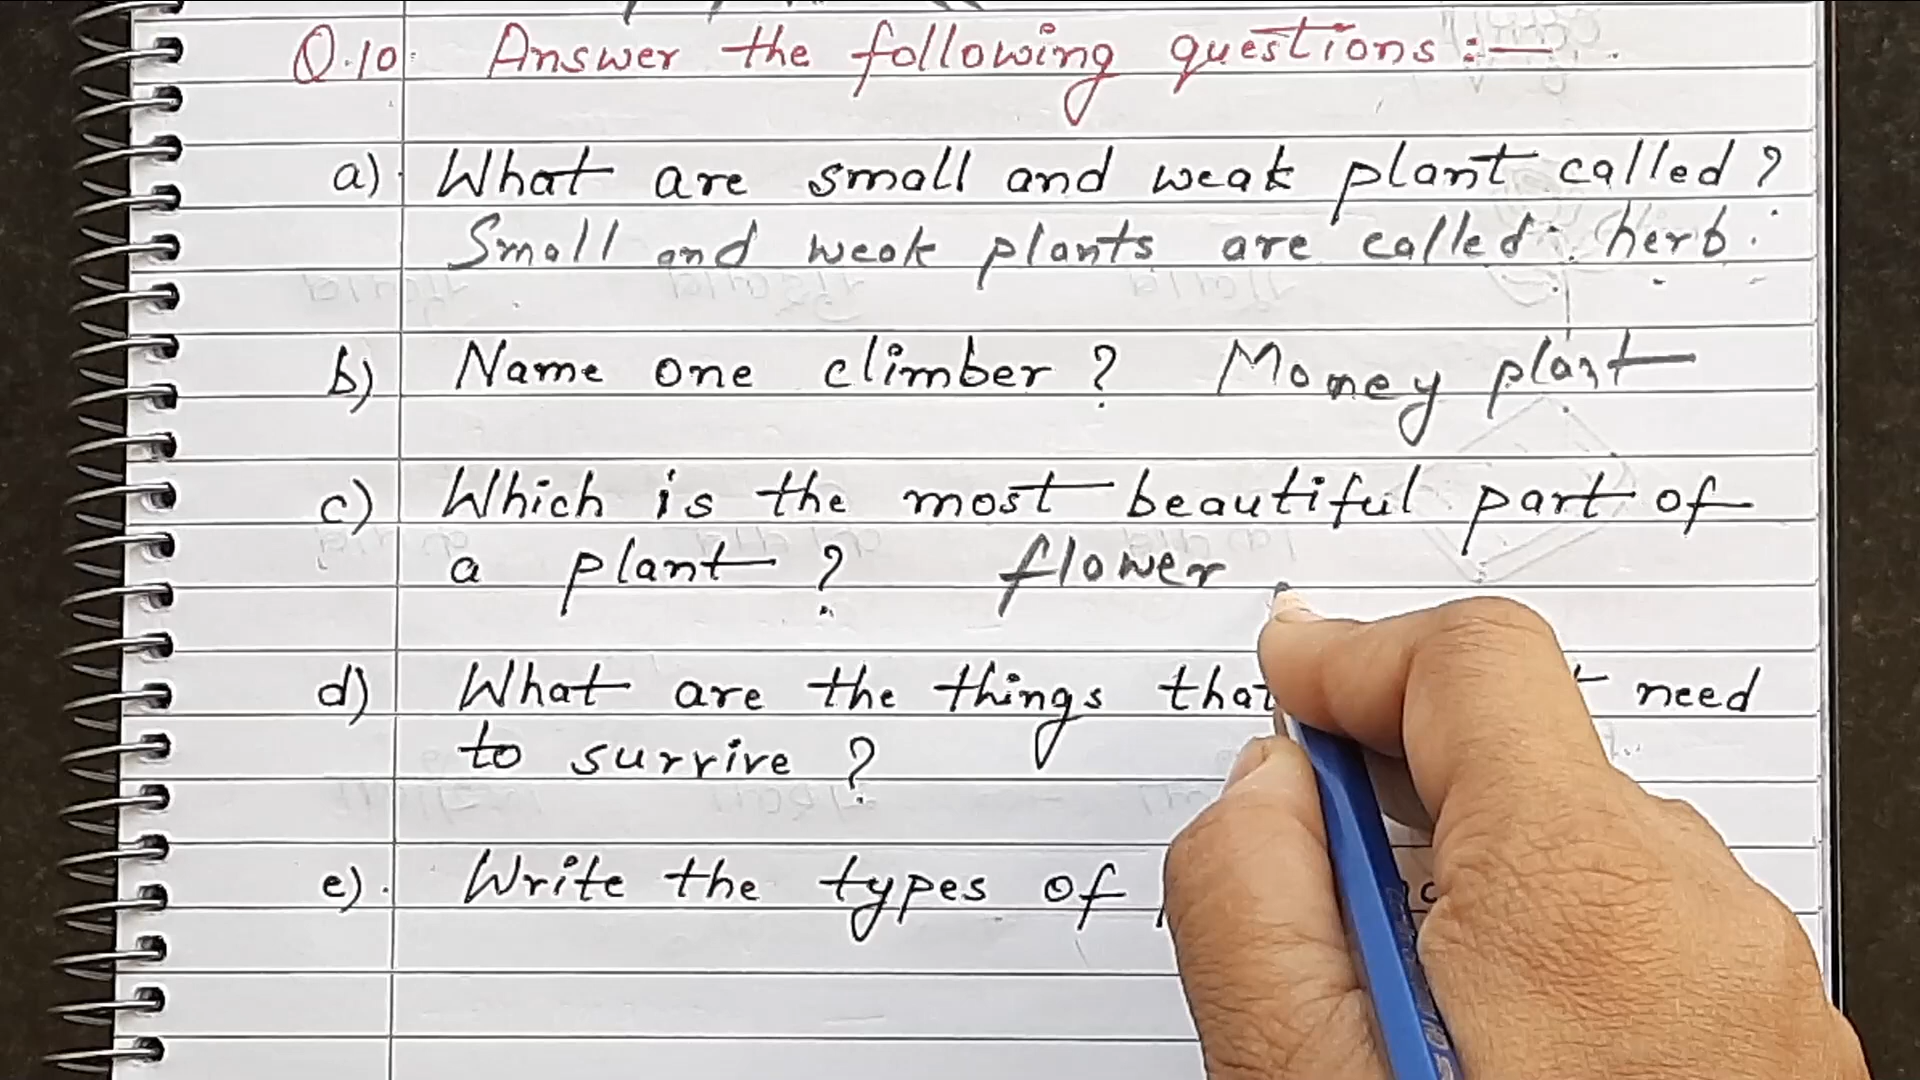 Q.10. Answer the following questions :—
a) What are small and weak plant called ?
Small and weak plants are called herb.
b) Name one climber ? Money plant
c) Which is the most beautiful part of
a plant ? flower
d) What are the things that need
to survive ?
e) Write the types of